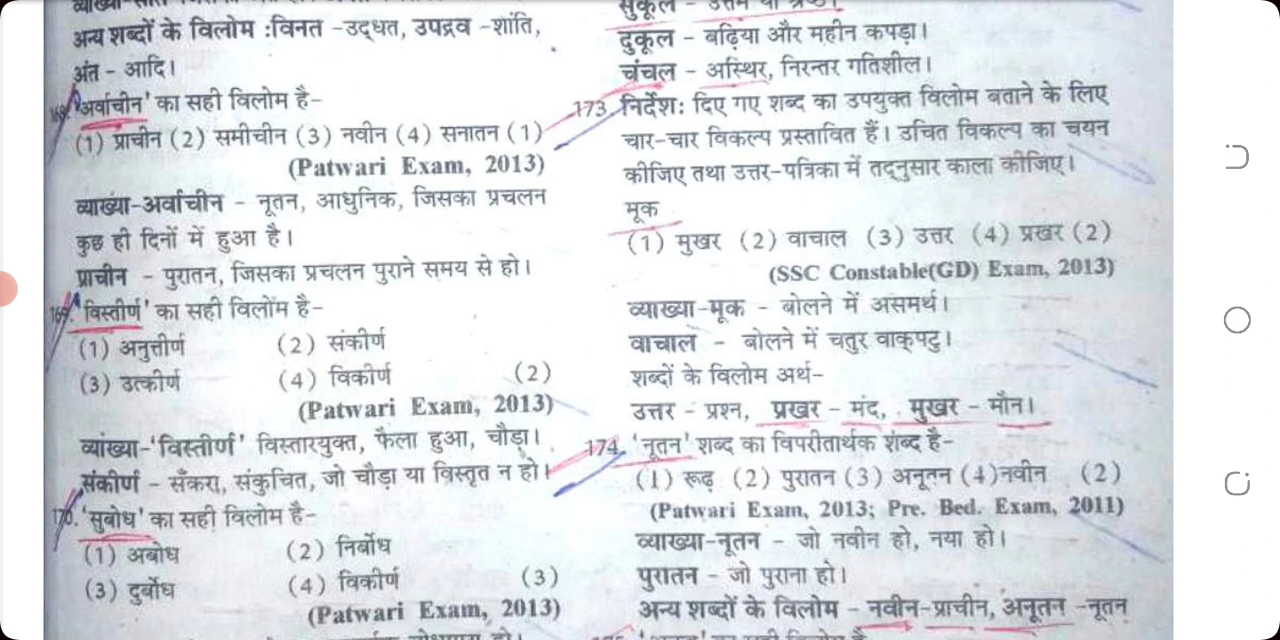 अन्य शब्दों के विलोम :विनत -उद्धत, उपद्रव -शांति,
अंत - आदि।
168. 'अर्वाचीन' का सही विलोम है-
(1) प्राचीन (2) समीचीन (3) नवीन (4) सनातन (1)
(Patwari Exam, 2013)
व्याख्या-अर्वाचीन - नूतन, आधुनिक, जिसका प्रचलन
कुछ ही दिनों में हुआ है।
प्राचीन - पुरातन, जिसका प्रचलन पुराने समय से हो।
169. 'विस्तीर्ण' का सही विलोम है-
(1) अनुत्तीर्ण (2) संकीर्ण
(3) उत्कीर्ण (4) विकीर्ण (2)
(Patwari Exam, 2013)
व्याख्या-'विस्तीर्ण' विस्तारयुक्त, फैला हुआ, चौड़ा।
संकीर्ण - सँकरा, संकुचित, जो चौड़ा या विस्तृत न हो।
170. 'सुबोध' का सही विलोम है-
(1) अबोध (2) निर्बोध
(3) दुर्बोध (4) विकीर्ण (3)
(Patwari Exam, 2013)
सुकूल - उत्तम या श्रेष्ठ।
दुकूल - बढ़िया और महीन कपड़ा।
चंचल - अस्थिर, निरन्तर गतिशील।
173. निर्देश: दिए गए शब्द का उपयुक्त विलोम बताने के लिए
चार-चार विकल्प प्रस्तावित हैं। उचित विकल्प का चयन
कीजिए तथा उत्तर-पत्रिका में तद्नुसार काला कीजिए।
मूक
(1) मुखर (2) वाचाल (3) उत्तर (4) प्रखर (2)
(SSC Constable(GD) Exam, 2013)
व्याख्या-मूक - बोलने में असमर्थ।
वाचाल - बोलने में चतुर वाक्पटु।
शब्दों के विलोम अर्थ-
उत्तर - प्रश्न, प्रखर - मंद, मुखर - मौन।
174. 'नूतन' शब्द का विपरीतार्थक शब्द है-
(1) रूढ़ (2) पुरातन (3) अनूतन (4)नवीन (2)
(Patwari Exam, 2013; Pre. Bed. Exam, 2011)
व्याख्या-नूतन - जो नवीन हो, नया हो।
पुरातन - जो पुराना हो।
अन्य शब्दों के विलोम - नवीन-प्राचीन, अनूतन -नूतन